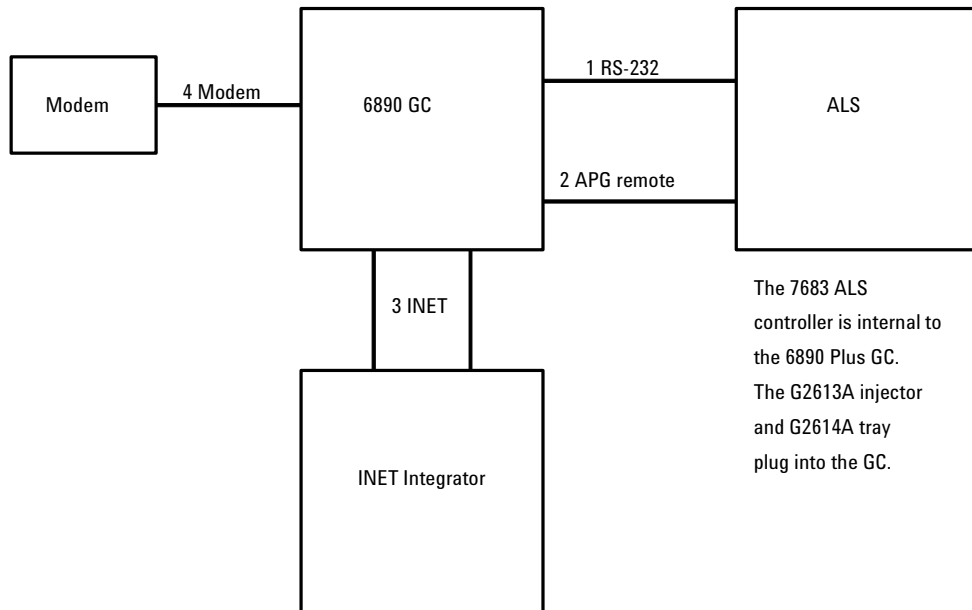 Modem
4 Modem
6890 GC
1 RS-232
ALS
2 APG remote
3 INET
The 7683 ALS
controller is internal to
the 6890 Plus GC.
The G2613A injector
and G2614A tray
plug into the GC.
INET Integrator